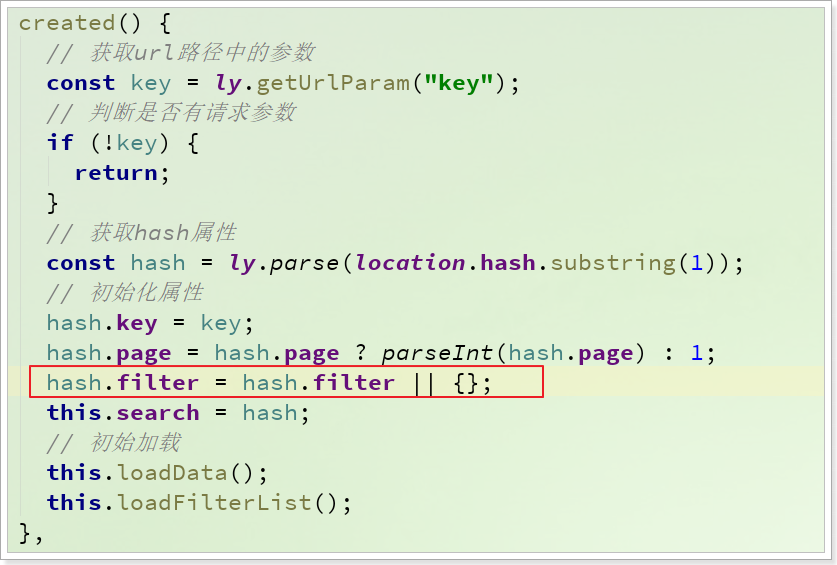 created() {
  // 获取url路径中的参数
  const key = ly.getUrlParam("key");
  // 判断是否有请求参数
  if (!key) {
    return;
  }
  // 获取hash属性
  const hash = ly.parse(location.hash.substring(1));
  // 初始化属性
  hash.key = key;
  hash.page = hash.page ? parseInt(hash.page) : 1;
  hash.filter = hash.filter || {};
  this.search = hash;
  // 初始加载
  this.loadData();
  this.loadFilterList();
},